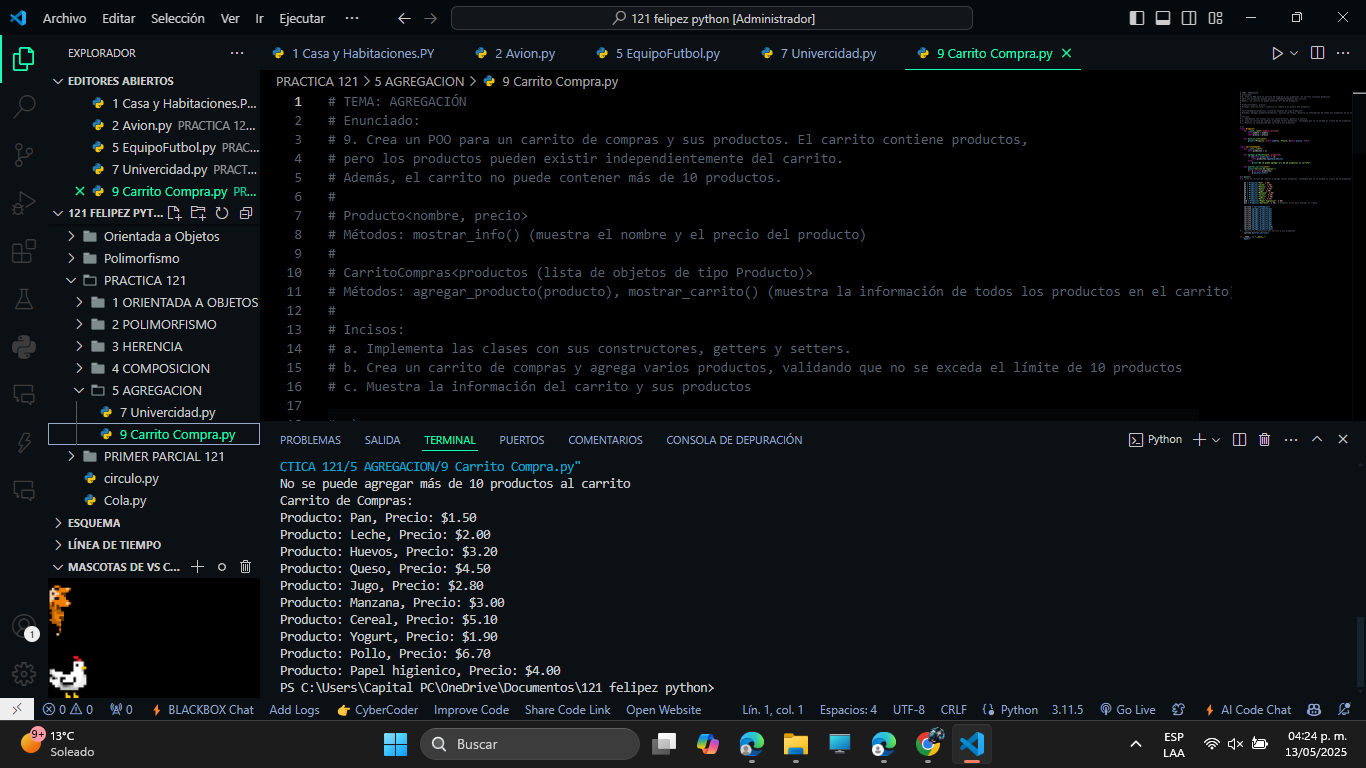 Archivo Editar Selección Ver Ir Ejecutar ··· 121 felipez python [Administrador]
EXPLORADOR ···
EDITORES ABIERTOS
1 Casa y Habitaciones.P...
2 Avion.py PRACTICA 12...
5 EquipoFutbol.py PRACT...
7 Univercidad.py PRACT...
9 Carrito Compra.py PR...
121 FELIPEZ PYT...
Orientada a Objetos
Polimorfismo
PRACTICA 121
1 ORIENTADA A OBJETOS
2 POLIMORFISMO
3 HERENCIA
4 COMPOSICION
5 AGREGACION
7 Univercidad.py
9 Carrito Compra.py
PRIMER PARCIAL 121
circulo.py
Cola.py
ESQUEMA
LÍNEA DE TIEMPO
MASCOTAS DE VS C...
1
1 Casa y Habitaciones.PY 2 Avion.py 5 EquipoFutbol.py 7 Univercidad.py 9 Carrito Compra.py
PRACTICA 121 > 5 AGREGACION > 9 Carrito Compra.py
1 # TEMA: AGREGACIÓN
2 # Enunciado:
3 # 9. Crea un POO para un carrito de compras y sus productos. El carrito contiene productos,
4 # pero los productos pueden existir independientemente del carrito.
5 # Además, el carrito no puede contener más de 10 productos.
6 #
7 # Producto<nombre, precio>
8 # Métodos: mostrar_info() (muestra el nombre y el precio del producto)
9 #
10 # CarritoCompras<productos (lista de objetos de tipo Producto)>
11 # Métodos: agregar_producto(producto), mostrar_carrito() (muestra la información de todos los productos en el carrito)
12 #
13 # Incisos:
14 # a. Implementa las clases con sus constructores, getters y setters.
15 # b. Crea un carrito de compras y agrega varios productos, validando que no se exceda el límite de 10 productos
16 # c. Muestra la información del carrito y sus productos
17
PROBLEMAS SALIDA TERMINAL PUERTOS COMENTARIOS CONSOLA DE DEPURACIÓN Python
CTICA 121/5 AGREGACION/9 Carrito Compra.py"
No se puede agregar más de 10 productos al carrito
Carrito de Compras:
Producto: Pan, Precio: $1.50
Producto: Leche, Precio: $2.00
Producto: Huevos, Precio: $3.20
Producto: Queso, Precio: $4.50
Producto: Jugo, Precio: $2.80
Producto: Manzana, Precio: $3.00
Producto: Cereal, Precio: $5.10
Producto: Yogurt, Precio: $1.90
Producto: Pollo, Precio: $6.70
Producto: Papel higienico, Precio: $4.00
PS C:\Users\Capital PC\OneDrive\Documentos\121 felipez python>
0 0 0 BLACKBOX Chat Add Logs CyberCoder Improve Code Share Code Link Open Website Lín. 1, col. 1 Espacios: 4 UTF-8 CRLF Python 3.11.5 Go Live AI Code Chat
9+ 13°C
Soleado
Buscar
ESP
LAA
04:24 p. m.
13/05/2025